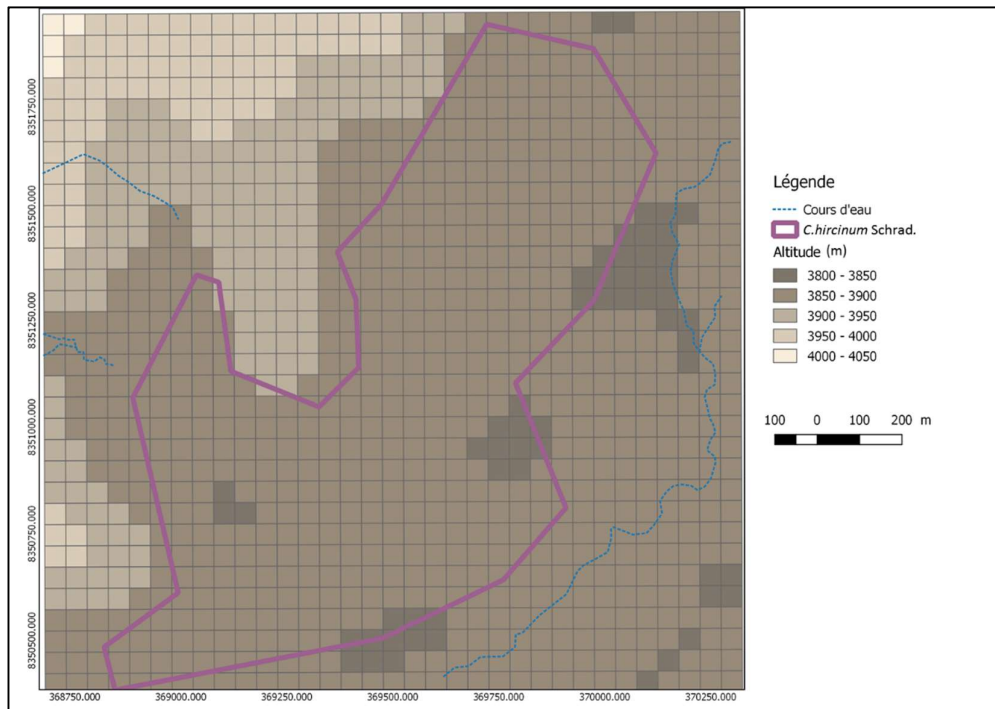 8351750.000
8351500.000
8351250.000
8351000.000
8350750.000
8350500.000
368750.000 369000.000 369250.000 369500.000 369750.000 370000.000 370250.000
Légende
Cours d'eau
C.hircinum Schrad.
Altitude (m)
3800 - 3850
3850 - 3900
3900 - 3950
3950 - 4000
4000 - 4050
100 0 100 200 m